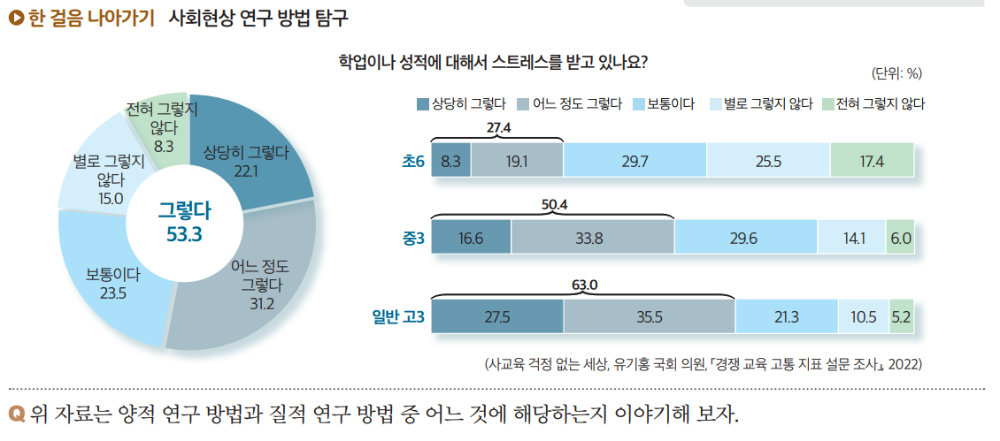 한 걸음 나아가기 사회현상 연구 방법 탐구
학업이나 성적에 대해서 스트레스를 받고 있나요?
(단위: %)
전혀 그렇지
않다
8.3
상당히 그렇다
22.1
별로 그렇지
않다
15.0
그렇다
53.3
보통이다
23.5
어느 정도
그렇다
31.2
상당히 그렇다 어느 정도 그렇다 보통이다 별로 그렇지 않다 전혀 그렇지 않다
27.4
초6 8.3 19.1 29.7 25.5 17.4
50.4
중3 16.6 33.8 29.6 14.1 6.0
63.0
일반 고3 27.5 35.5 21.3 10.5 5.2
(사교육 걱정 없는 세상, 유기홍 국회 의원, 「경쟁 교육 고통 지표 설문 조사」, 2022)
Q 위 자료는 양적 연구 방법과 질적 연구 방법 중 어느 것에 해당하는지 이야기해 보자.